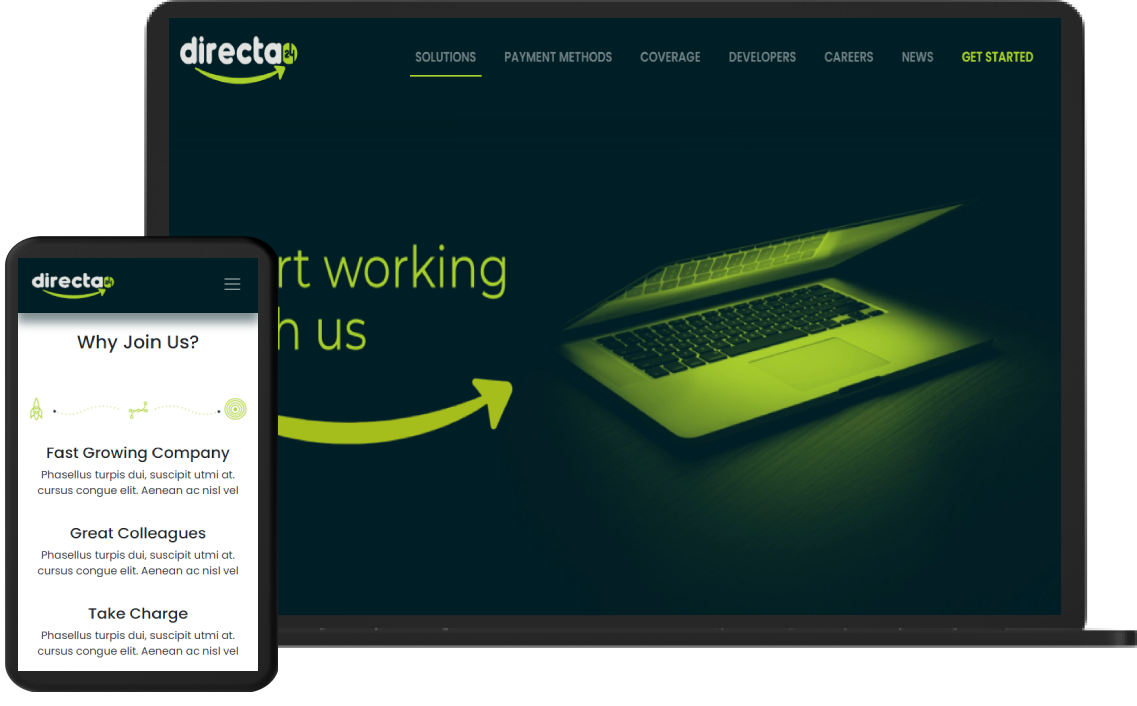 directa24
SOLUTIONS PAYMENT METHODS COVERAGE DEVELOPERS CAREERS NEWS GET STARTED
rt working
h us
directa24
Why Join Us?
Fast Growing Company
Phasellus turpis dui, suscipit utmi at.
cursus congue elit. Aenean ac nisl vel
Great Colleagues
Phasellus turpis dui, suscipit utmi at.
cursus congue elit. Aenean ac nisl vel
Take Charge
Phasellus turpis dui, suscipit utmi at.
cursus congue elit. Aenean ac nisl vel